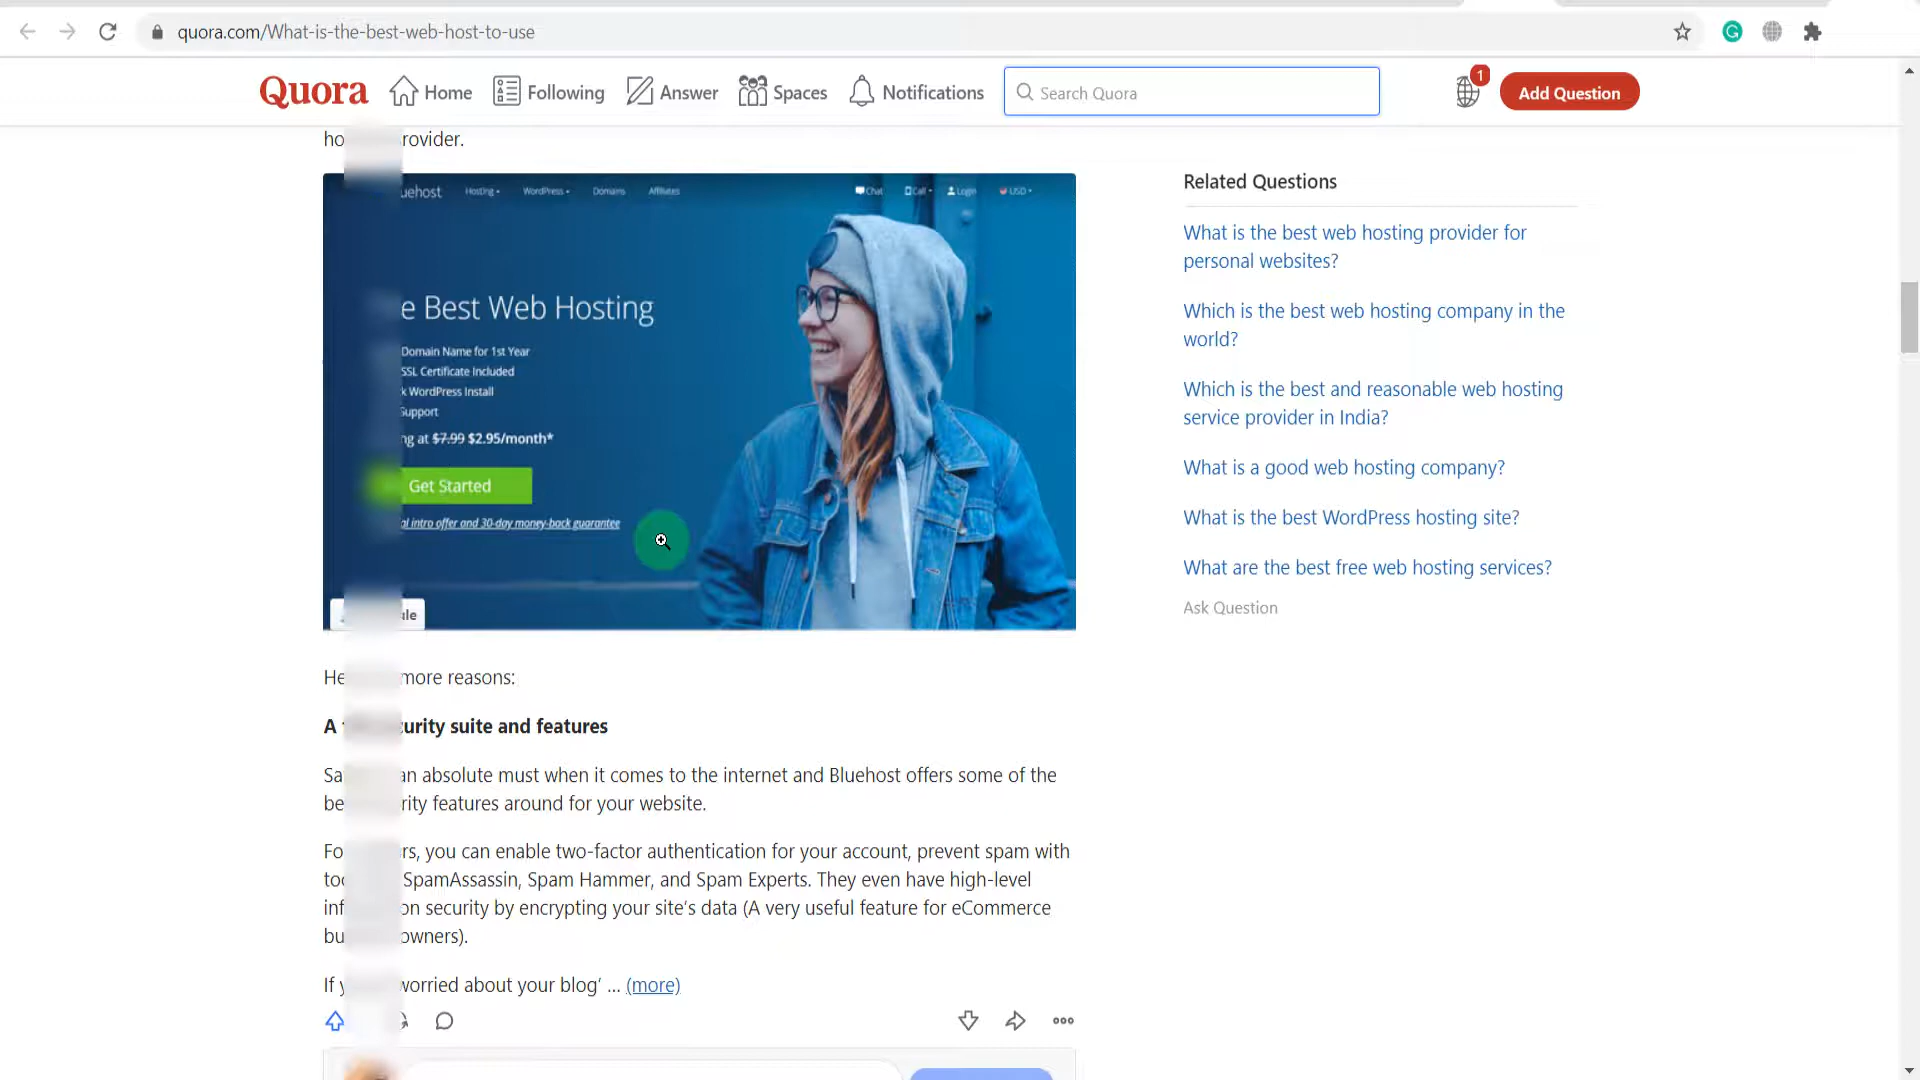 quora.com/What-is-the-best-web-host-to-use
Quora Home Following Answer Spaces Notifications Search Quora 1 Add Question
rovider.
uehost Hosting WordPress Domains Affiliates Chat Call Login USD
e Best Web Hosting
Domain Name for 1st Year
SSL Certificate Included
k WordPress Install
Support
ng at $7.99 $2.95/month*
Get Started
al intro offer and 30-day money-back guarantee
more reasons:
A urity suite and features
an absolute must when it comes to the internet and Bluehost offers some of the
be rity features around for your website.
rs, you can enable two-factor authentication for your account, prevent spam with
SpamAssassin, Spam Hammer, and Spam Experts. They even have high-level
inf on security by encrypting your site's data (A very useful feature for eCommerce
bu owners).
If y worried about your blog' ... (more)
Related Questions
What is the best web hosting provider for
personal websites?
Which is the best web hosting company in the
world?
Which is the best and reasonable web hosting
service provider in India?
What is a good web hosting company?
What is the best WordPress hosting site?
What are the best free web hosting services?
Ask Question